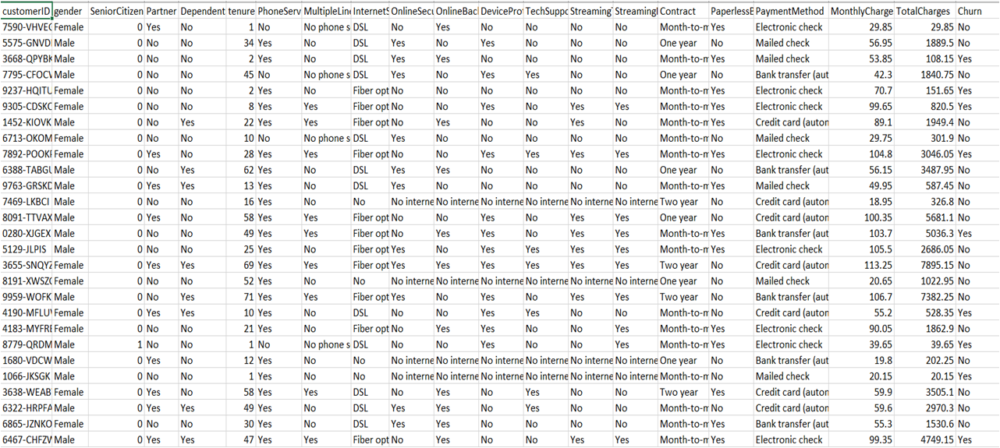 customerID gender SeniorCitizen Partner Dependent tenure PhoneServ MultipleLine InternetS OnlineSecu OnlineBack DeviceProt TechSuppo Streaming Streaming Contract PaperlessB PaymentMethod MonthlyCharge TotalCharges Churn
7590-VHVEG Female 0 Yes No 1 No No phone s DSL No Yes No No No No Month-to-m Yes Electronic check 29.85 29.85 No
5575-GNVD Male 0 No No 34 Yes No DSL Yes No Yes No No No One year No Mailed check 56.95 1889.5 No
3668-QPYBK Male 0 No No 2 Yes No DSL Yes Yes No No No No Month-to-m Yes Mailed check 53.85 108.15 Yes
7795-CFOCV Male 0 No No 45 No No phone s DSL Yes No Yes Yes No No One year No Bank transfer (aut 42.3 1840.75 No
9237-HQITU Female 0 No No 2 Yes No Fiber opt No No No No No No Month-to-m Yes Electronic check 70.7 151.65 Yes
9305-CDSKC Female 0 No No 8 Yes Yes Fiber opt No No Yes No Yes Yes Month-to-m Yes Electronic check 99.65 820.5 Yes
1452-KIOVK Male 0 No Yes 22 Yes Yes Fiber opt No Yes No No Yes No Month-to-m Yes Credit card (autom 89.1 1949.4 No
6713-OKOM Female 0 No No 10 No No phone s DSL Yes No No No No No Month-to-m No Mailed check 29.75 301.9 No
7892-POOKP Female 0 Yes No 28 Yes Yes Fiber opt No No Yes Yes Yes Yes Month-to-m Yes Electronic check 104.8 3046.05 Yes
6388-TABGU Male 0 No Yes 62 Yes No DSL Yes Yes No No No No One year No Bank transfer (aut 56.15 3487.95 No
9763-GRSKD Male 0 Yes Yes 13 Yes No DSL Yes No No No No No Month-to-m Yes Mailed check 49.95 587.45 No
7469-LKBCI Male 0 No No 16 Yes No No No interne No interne No interne No interne No interne No interne Two year No Credit card (autom 18.95 326.8 No
8091-TTVAX Male 0 Yes No 58 Yes Yes Fiber opt No No Yes No Yes Yes One year No Credit card (autom 100.35 5681.1 No
0280-XJGEX Male 0 No No 49 Yes Yes Fiber opt No Yes Yes No Yes Yes Month-to-m Yes Bank transfer (aut 103.7 5036.3 Yes
5129-JLPIS Male 0 No No 25 Yes No Fiber opt Yes No Yes Yes Yes Yes Month-to-m Yes Electronic check 105.5 2686.05 No
3655-SNQYZ Female 0 Yes Yes 69 Yes Yes Fiber opt Yes Yes Yes Yes Yes Yes Two year No Credit card (autom 113.25 7895.15 No
8191-XWSZG Female 0 No No 52 Yes No No No interne No interne No interne No interne No interne No interne One year No Mailed check 20.65 1022.95 No
9959-WOFK Male 0 No Yes 71 Yes Yes Fiber opt Yes No Yes No Yes Yes Two year No Bank transfer (aut 106.7 7382.25 No
4190-MFLUV Female 0 Yes Yes 10 Yes No DSL No No Yes Yes No No Month-to-m No Credit card (autom 55.2 528.35 Yes
4183-MYFRB Female 0 No No 21 Yes No Fiber opt No Yes Yes No No Yes Month-to-m Yes Electronic check 90.05 1862.9 No
8779-QRDM Male 1 No No 1 No No phone s DSL No No Yes No No Yes Month-to-m Yes Electronic check 39.65 39.65 Yes
1680-VDCW Male 0 Yes No 12 Yes No No No interne No interne No interne No interne No interne No interne One year No Bank transfer (aut 19.8 202.25 No
1066-JKSGK Male 0 No No 1 Yes No No No interne No interne No interne No interne No interne No interne Month-to-m No Mailed check 20.15 20.15 Yes
3638-WEAB Female 0 Yes No 58 Yes Yes DSL No Yes No Yes No No Two year Yes Credit card (autom 59.9 3505.1 No
6322-HRPFA Male 0 Yes Yes 49 Yes No DSL Yes Yes No Yes No No Month-to-m No Credit card (autom 59.6 2970.3 No
6865-JZNKO Female 0 No No 30 Yes No DSL Yes Yes No No No No Month-to-m Yes Bank transfer (aut 55.3 1530.6 No
6467-CHFZW Male 0 Yes Yes 47 Yes Yes Fiber opt No Yes No No Yes Yes Month-to-m Yes Electronic check 99.35 4749.15 Yes